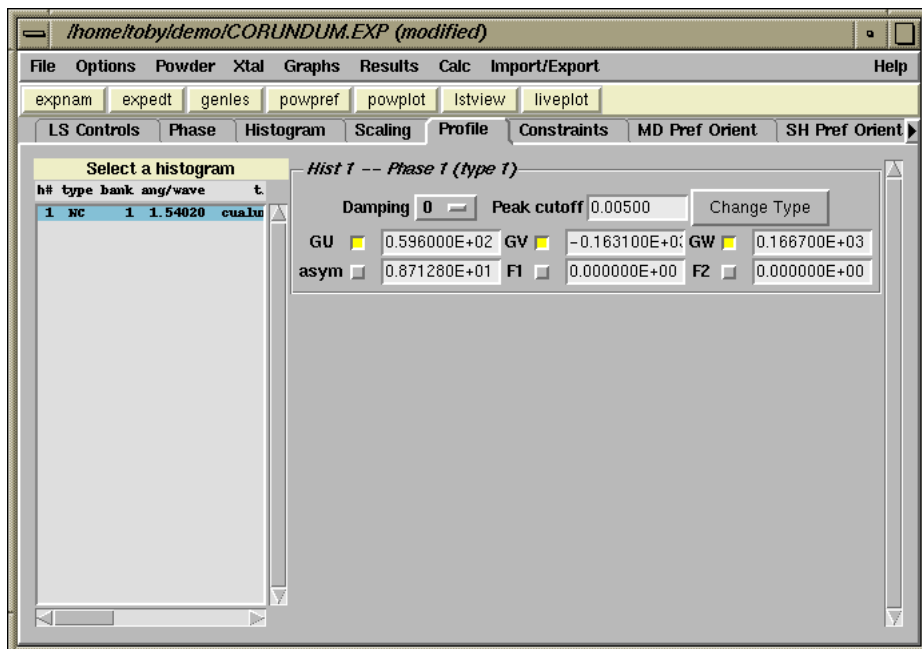 /home/toby/demo/CORUNDUM.EXP (modified)
File Options Powder Xtal Graphs Results Calc Import/Export Help
expnam expedt genles powpref powplot lstview liveplot
LS Controls Phase Histogram Scaling Profile Constraints MD Pref Orient SH Pref Orient
Select a histogram
h# type bank ang/wave t.
1 NC 1 1.54020 cualum
Hist 1 -- Phase 1 (type 1)
Damping 0 Peak cutoff 0.00500 Change Type
GU 0.596000E+02 GV -0.163100E+0 GW 0.166700E+03
asym 0.871280E+01 F1 0.000000E+00 F2 0.000000E+00